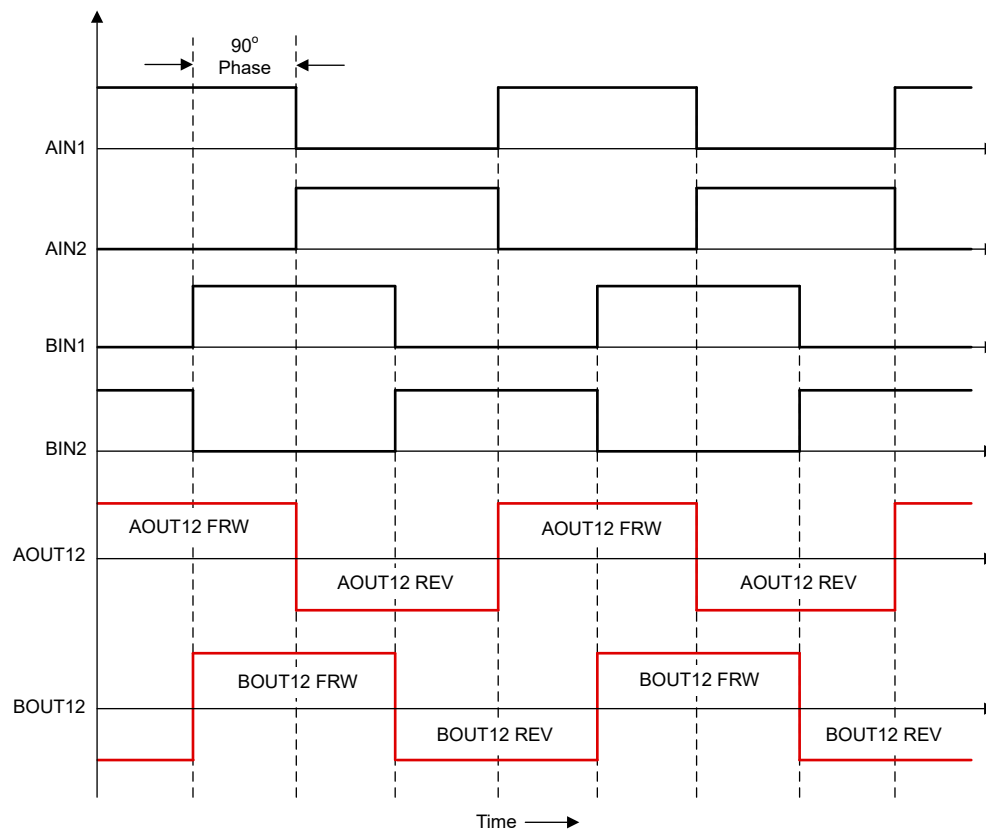 90o
Phase
AIN1
AIN2
BIN1
BIN2
AOUT12 FRW
AOUT12 FRW
AOUT12
AOUT12 REV
AOUT12 REV
BOUT12 FRW
BOUT12 FRW
BOUT12
BOUT12 REV
BOUT12 REV
Time